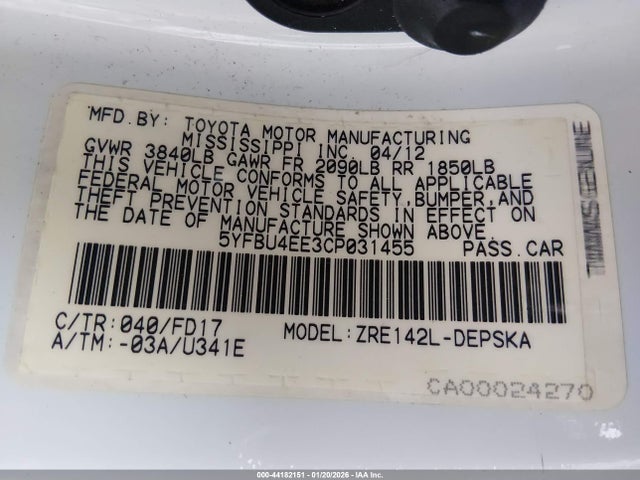 MFD.BY: TOYOTA MOTOR MANUFACTURING
MISSISSIPPI INC. 04/12
GVWR 3840LB GAWR FR 2090LB RR 1850LB
THIS VEHICLE CONFORMS TO ALL APPLICABLE
FEDERAL MOTOR VEHICLE SAFETY,BUMPER,AND
THEFT PREVENTION STANDARDS IN EFFECT ON
THE DATE OF MANUFACTURE SHOWN ABOVE.
5YFBU4EE3CP031455 PASS.CAR
C/TR:040/FD17 MODEL:ZRE142L-DEPSKA
A/TM:-03A/U341E
CA00024270
GENUINE
000-44182151 - 01/20/2026 - IAA Inc.